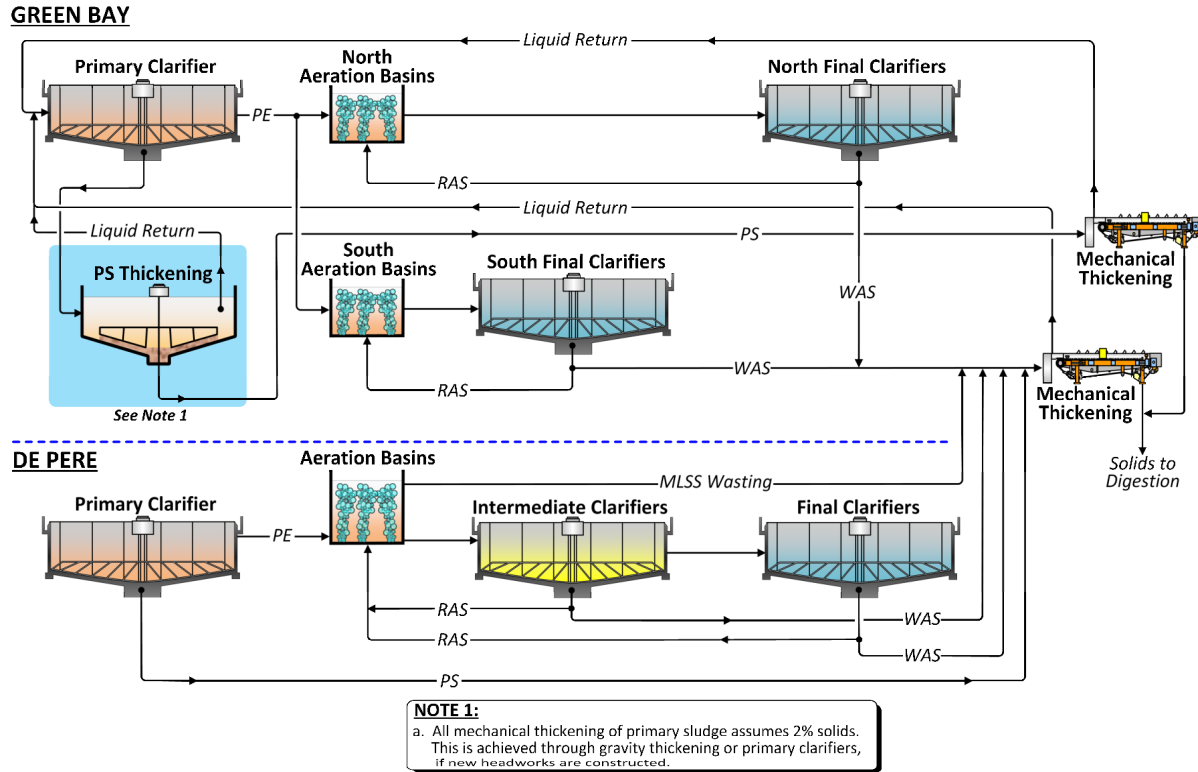 GREEN BAY
Liquid Return
Primary Clarifier
North
Aeration Basins
North Final Clarifiers
PE
RAS
Liquid Return
Liquid Return
PS
Mechanical
Thickening
PS Thickening
South
Aeration Basins
South Final Clarifiers
WAS
RAS
WAS
Mechanical
Thickening
See Note 1
Solids to
Digestion
DE PERE
Aeration Basins
MLSS Wasting
Primary Clarifier
Intermediate Clarifiers
Final Clarifiers
PE
RAS
WAS
RAS
WAS
PS
NOTE 1:
a. All mechanical thickening of primary sludge assumes 2% solids.
This is achieved through gravity thickening or primary clarifiers,
if new headworks are constructed.